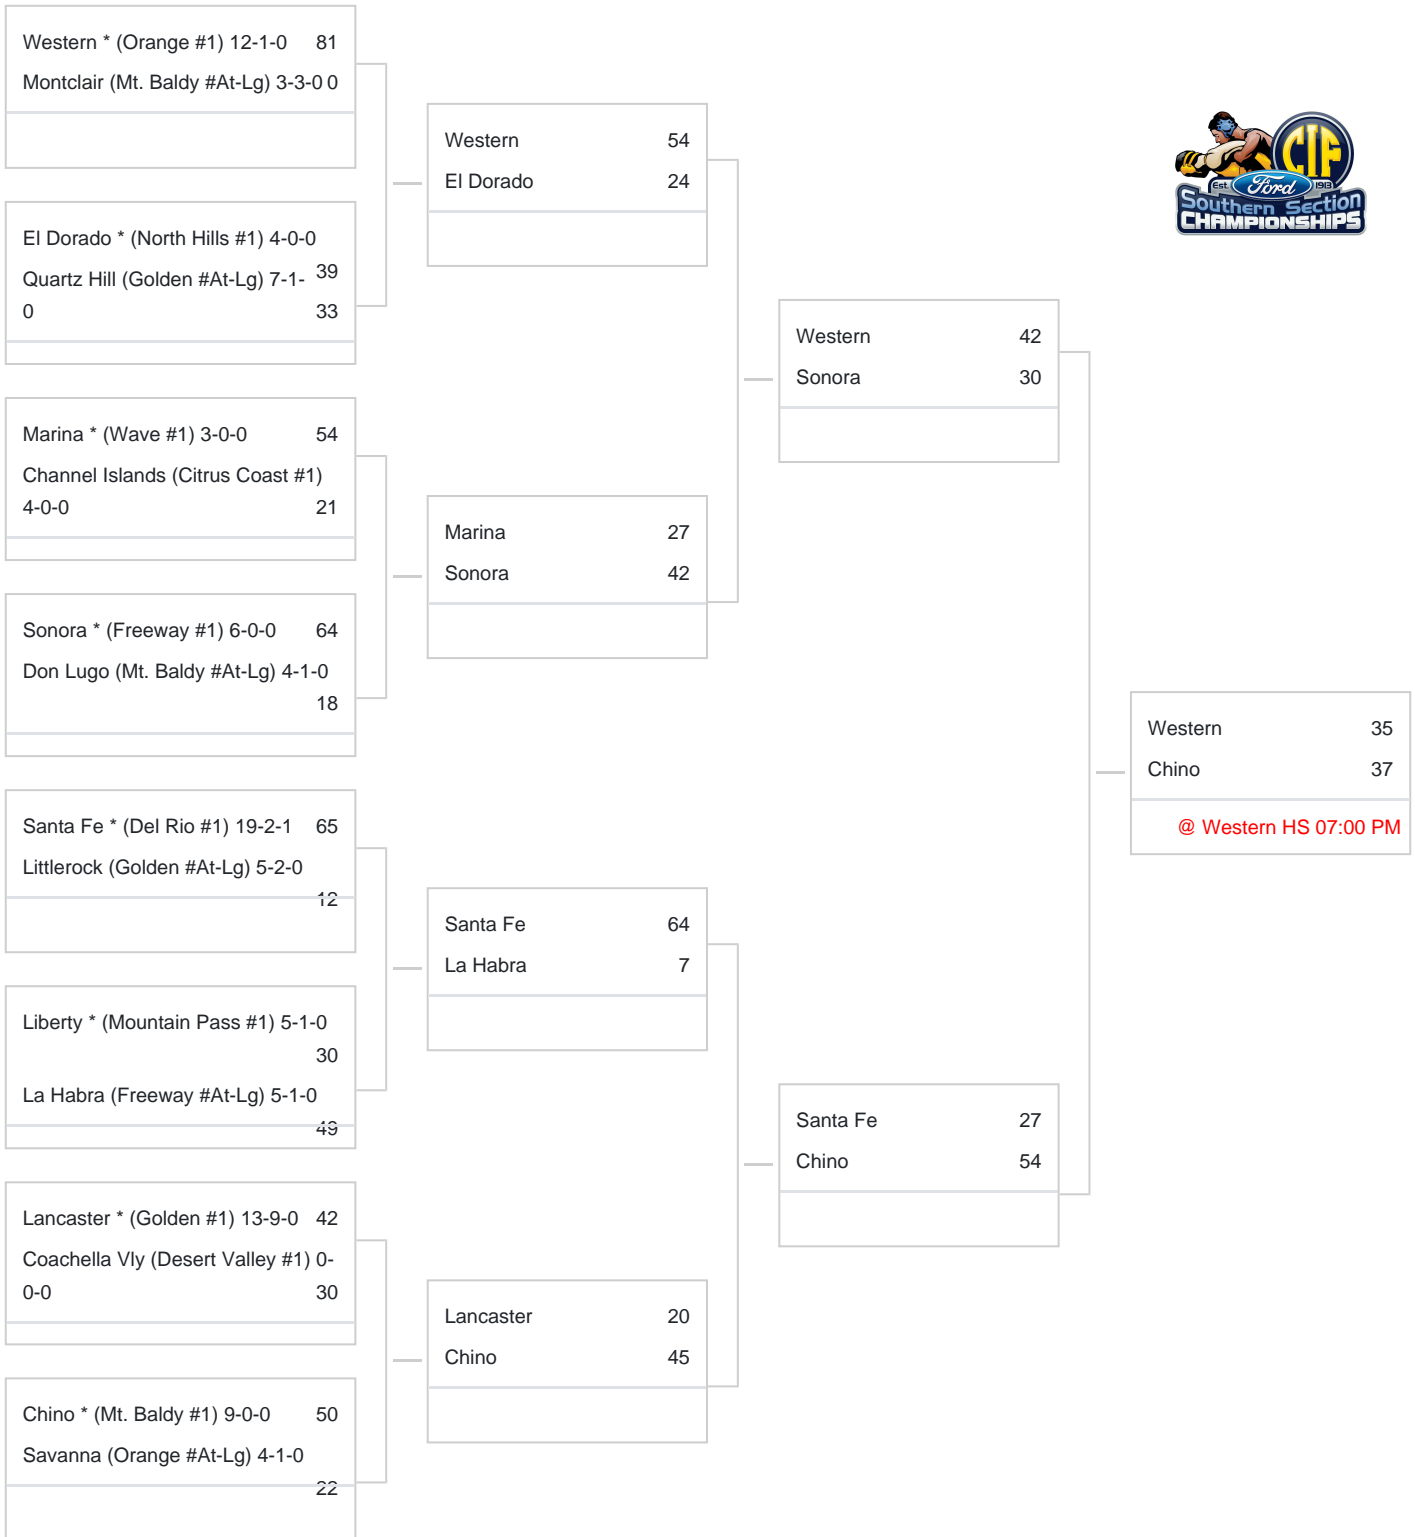 Western * (Orange #1) 12-1-0 81
Montclair (Mt. Baldy #At-Lg) 3-3-0 0
El Dorado * (North Hills #1) 4-0-0
39
Quartz Hill (Golden #At-Lg) 7-1-
0 33
Marina * (Wave #1) 3-0-0 54
Channel Islands (Citrus Coast #1)
4-0-0 21
Sonora * (Freeway #1) 6-0-0 64
Don Lugo (Mt. Baldy #At-Lg) 4-1-0
18
Santa Fe * (Del Rio #1) 19-2-1 65
Littlerock (Golden #At-Lg) 5-2-0
12
Liberty * (Mountain Pass #1) 5-1-0
30
La Habra (Freeway #At-Lg) 5-1-0
49
Lancaster * (Golden #1) 13-9-0 42
Coachella Vly (Desert Valley #1) 0-
0-0 30
Chino * (Mt. Baldy #1) 9-0-0 50
Savanna (Orange #At-Lg) 4-1-0
22
Western 54
El Dorado 24
Marina 27
Sonora 42
Santa Fe 64
La Habra 7
Lancaster 20
Chino 45
Western 42
Sonora 30
Santa Fe 27
Chino 54
Western 35
Chino 37
@ Western HS 07:00 PM
CIF
Est. Ford 1913
Southern Section
CHAMPIONSHIPS